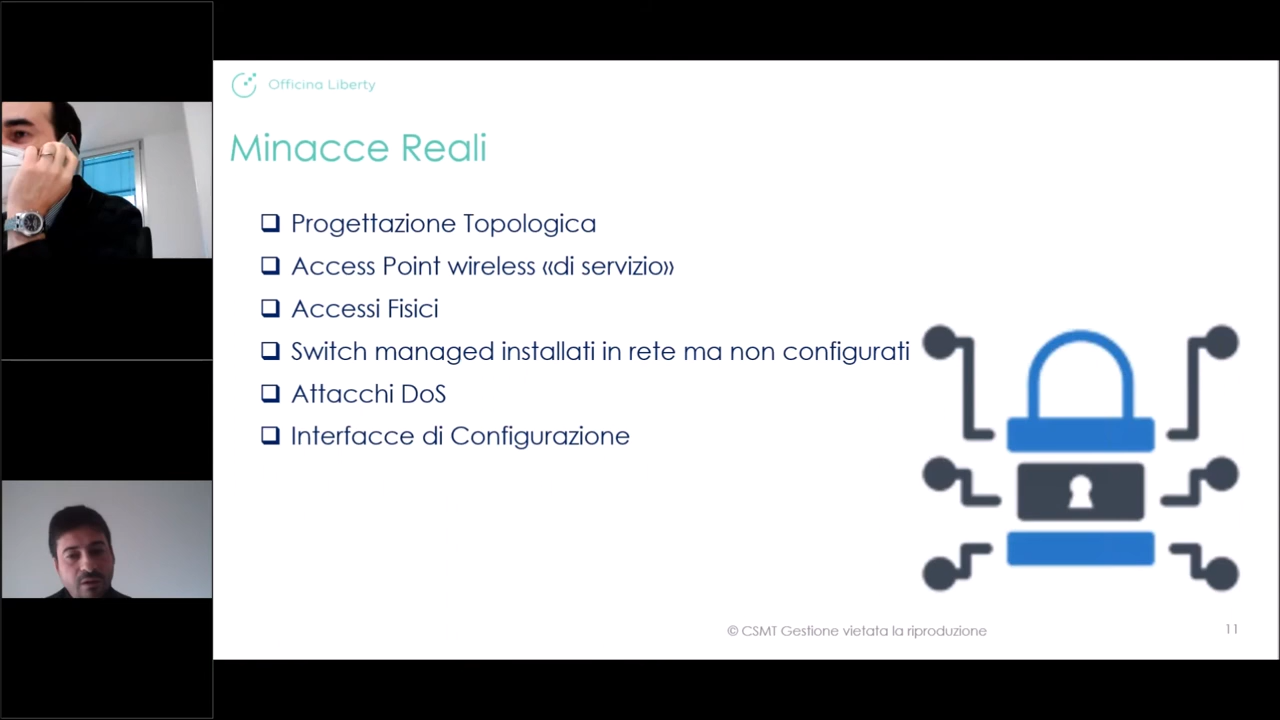 Officina Liberty
Minacce Reali
❑ Progettazione Topologica
❑ Access Point wireless «di servizio»
❑ Accessi Fisici
❑ Switch managed installati in rete ma non configurati
❑ Attacchi DoS
❑ Interfacce di Configurazione
© CSMT Gestione vietata la riproduzione
11